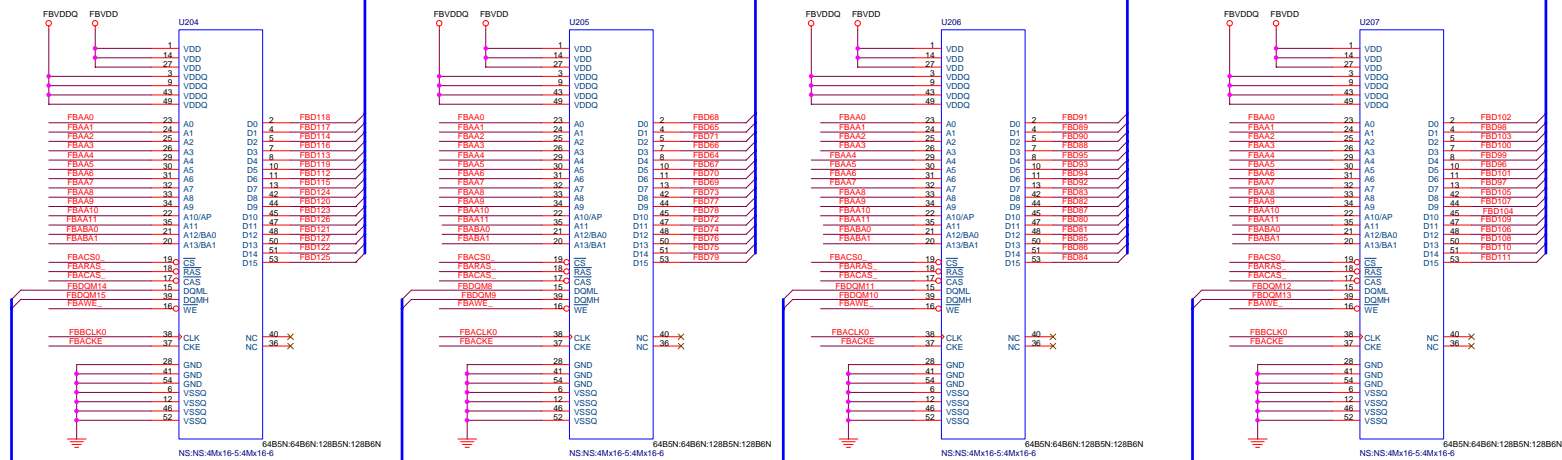 FBVDDQ FBVDD
U204
1 VDD
14 VDD
27 VDD
3 VDDQ
9 VDDQ
43 VDDQ
49 VDDQ
FBAA0 23 A0 D0 2 FBD118
FBAA1 24 A1 D1 4 FBD117
FBAA2 25 A2 D2 5 FBD114
FBAA3 26 A3 D3 7 FBD116
FBAA4 29 A4 D4 8 FBD113
FBAA5 30 A5 D5 10 FBD119
FBAA6 31 A6 D6 11 FBD112
FBAA7 32 A7 D7 13 FBD115
FBAA8 33 A8 D8 42 FBD124
FBAA9 34 A9 D9 44 FBD120
FBAA10 22 A10/AP D10 45 FBD123
FBAA11 35 A11 D11 47 FBD126
FBABA0 21 A12/BA0 D12 48 FBD121
FBABA1 20 A13/BA1 D13 50 FBD127
D14 51 FBD122
FBACS0_ 19 CS D15 53 FBD125
FBARAS_ 18 RAS
FBACAS_ 17 CAS
FBDQM14 15 DQML
FBDQM15 39 DQMH
FBAWE_ 16 WE
FBBCLK0 38 CLK NC 40
FBACKE 37 CKE NC 36
28 GND
41 GND
54 GND
6 VSSQ
12 VSSQ
46 VSSQ
52 VSSQ
64B5N:64B6N:128B5N:128B6N
NS:NS:4Mx16-5:4Mx16-6
FBVDDQ FBVDD
U205
1 VDD
14 VDD
27 VDD
3 VDDQ
9 VDDQ
43 VDDQ
49 VDDQ
FBAA0 23 A0 D0 2 FBD68
FBAA1 24 A1 D1 4 FBD65
FBAA2 25 A2 D2 5 FBD71
FBAA3 26 A3 D3 7 FBD66
FBAA4 29 A4 D4 8 FBD64
FBAA5 30 A5 D5 10 FBD67
FBAA6 31 A6 D6 11 FBD70
FBAA7 32 A7 D7 13 FBD69
FBAA8 33 A8 D8 42 FBD73
FBAA9 34 A9 D9 44 FBD77
FBAA10 22 A10/AP D10 45 FBD78
FBAA11 35 A11 D11 47 FBD72
FBABA0 21 A12/BA0 D12 48 FBD74
FBABA1 20 A13/BA1 D13 50 FBD76
D14 51 FBD75
FBACS0_ 19 CS D15 53 FBD79
FBARAS_ 18 RAS
FBACAS_ 17 CAS
FBDQM8 15 DQML
FBDQM9 39 DQMH
FBAWE_ 16 WE
FBACLK0 38 CLK NC 40
FBACKE 37 CKE NC 36
28 GND
41 GND
54 GND
6 VSSQ
12 VSSQ
46 VSSQ
52 VSSQ
64B5N:64B6N:128B5N:128B6N
NS:NS:4Mx16-5:4Mx16-6
FBVDDQ FBVDD
U206
1 VDD
14 VDD
27 VDD
3 VDDQ
9 VDDQ
43 VDDQ
49 VDDQ
FBAA0 23 A0 D0 2 FBD91
FBAA1 24 A1 D1 4 FBD89
FBAA2 25 A2 D2 5 FBD90
FBAA3 26 A3 D3 7 FBD88
FBAA4 29 A4 D4 8 FBD95
FBAA5 30 A5 D5 10 FBD93
FBAA6 31 A6 D6 11 FBD94
FBAA7 32 A7 D7 13 FBD92
FBAA8 33 A8 D8 42 FBD83
FBAA9 34 A9 D9 44 FBD82
FBAA10 22 A10/AP D10 45 FBD87
FBAA11 35 A11 D11 47 FBD80
FBABA0 21 A12/BA0 D12 48 FBD81
FBABA1 20 A13/BA1 D13 50 FBD85
D14 51 FBD86
FBACS0_ 19 CS D15 53 FBD84
FBARAS_ 18 RAS
FBACAS_ 17 CAS
FBDQM11 15 DQML
FBDQM10 39 DQMH
FBAWE_ 16 WE
FBACLK0 38 CLK NC 40
FBACKE 37 CKE NC 36
28 GND
41 GND
54 GND
6 VSSQ
12 VSSQ
46 VSSQ
52 VSSQ
64B5N:64B6N:128B5N:128B6N
NS:NS:4Mx16-5:4Mx16-6
FBVDDQ FBVDD
U207
1 VDD
14 VDD
27 VDD
3 VDDQ
9 VDDQ
43 VDDQ
49 VDDQ
FBAA0 23 A0 D0 2 FBD102
FBAA1 24 A1 D1 4 FBD98
FBAA2 25 A2 D2 5 FBD103
FBAA3 26 A3 D3 7 FBD100
FBAA4 29 A4 D4 8 FBD99
FBAA5 30 A5 D5 10 FBD96
FBAA6 31 A6 D6 11 FBD101
FBAA7 32 A7 D7 13 FBD97
FBAA8 33 A8 D8 42 FBD105
FBAA9 34 A9 D9 44 FBD107
FBAA10 22 A10/AP D10 45 FBD104
FBAA11 35 A11 D11 47 FBD109
FBABA0 21 A12/BA0 D12 48 FBD106
FBABA1 20 A13/BA1 D13 50 FBD108
D14 51 FBD110
FBACS0_ 19 CS D15 53 FBD111
FBARAS_ 18 RAS
FBACAS_ 17 CAS
FBDQM12 15 DQML
FBDQM13 39 DQMH
FBAWE_ 16 WE
FBBCLK0 38 CLK NC 40
FBACKE 37 CKE NC 36
28 GND
41 GND
54 GND
6 VSSQ
12 VSSQ
46 VSSQ
52 VSSQ
64B5N:64B6N:128B5N:128B6N
NS:NS:4Mx16-5:4Mx16-6